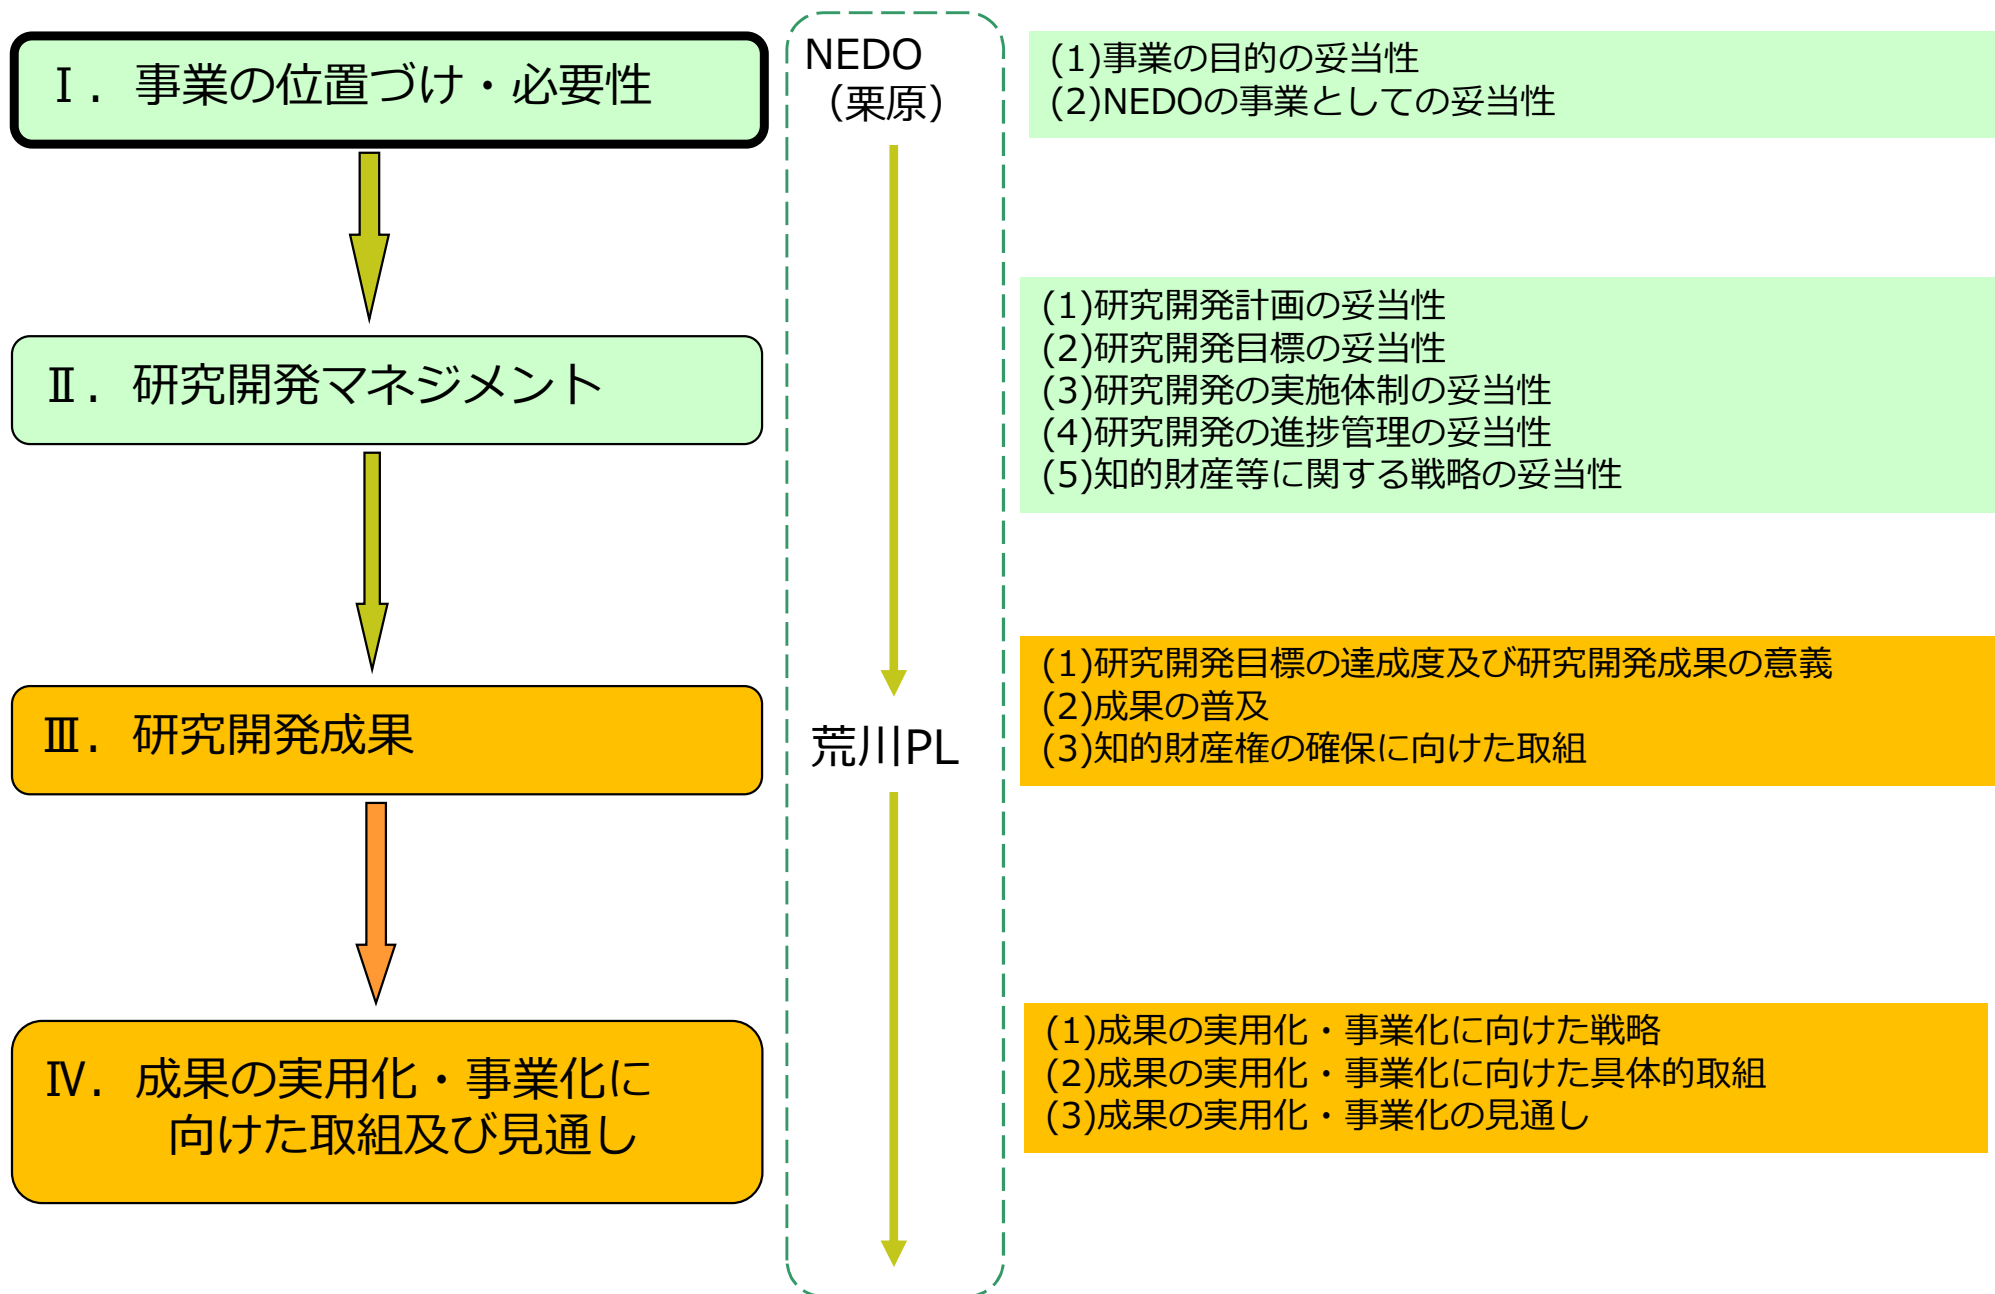 Ⅰ．事業の位置づけ・必要性
NEDO
（栗原）
(1)事業の目的の妥当性
(2)NEDOの事業としての妥当性
Ⅱ．研究開発マネジメント
(1)研究開発計画の妥当性
(2)研究開発目標の妥当性
(3)研究開発の実施体制の妥当性
(4)研究開発の進捗管理の妥当性
(5)知的財産等に関する戦略の妥当性
Ⅲ．研究開発成果
荒川PL
(1)研究開発目標の達成度及び研究開発成果の意義
(2)成果の普及
(3)知的財産権の確保に向けた取組
Ⅳ．成果の実用化・事業化に
向けた取組及び見通し
(1)成果の実用化・事業化に向けた戦略
(2)成果の実用化・事業化に向けた具体的取組
(3)成果の実用化・事業化の見通し